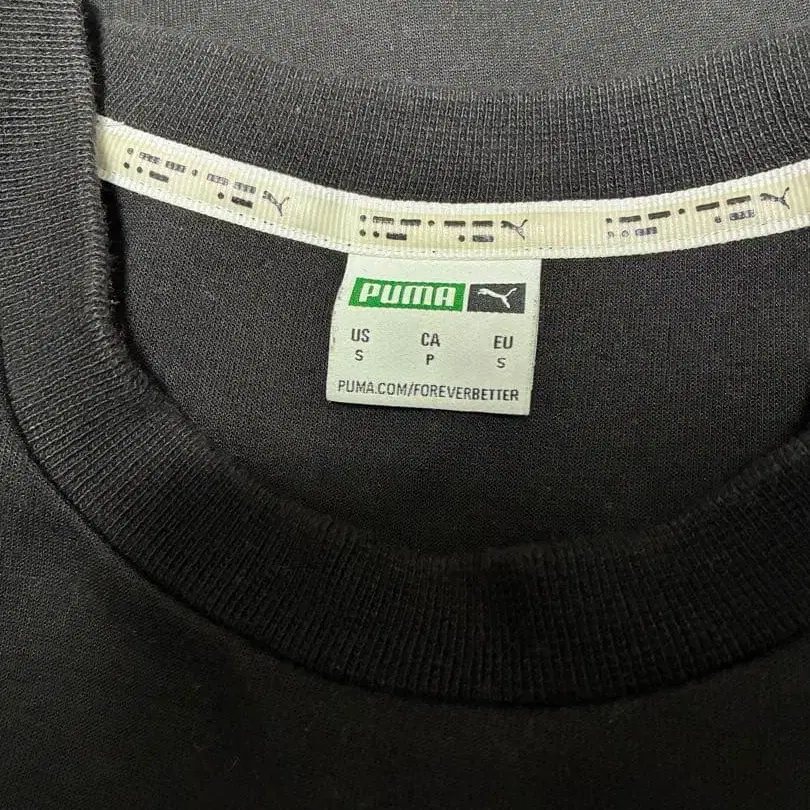 PUMA
US CA EU
S P S
PUMA.COM/FOREVERBETTER